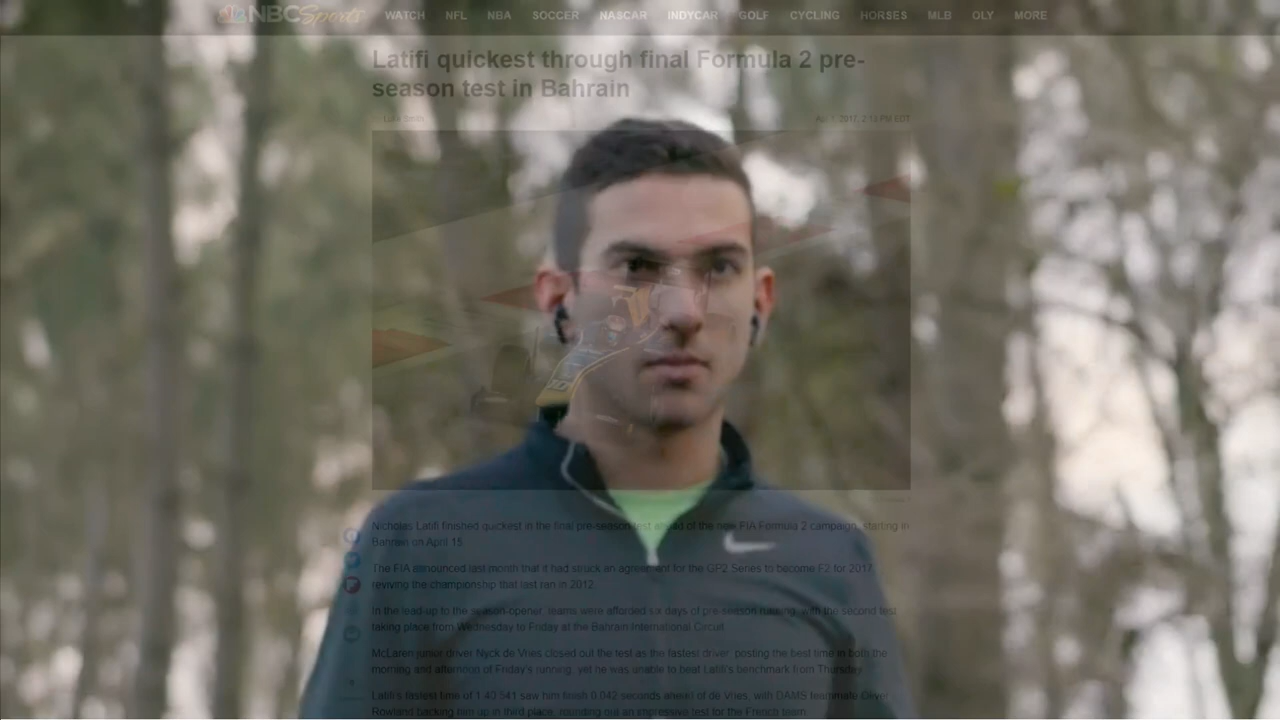 NBC Sports WATCH NFL NBA SOCCER NASCAR INDYCAR GOLF CYCLING HORSES MLB OLY MORE
Latifi quickest through final Formula 2 pre-
season test in Bahrain
Luke Smith Apr 1, 2017, 2:14 PM EDT
Nicholas Latifi finished quickest in the final pre-season test ahead of the new FIA Formula 2 campaign, starting in
Bahrain on April 15.
The FIA announced last month that it had struck an agreement for the GP2 Series to become F2 for 2017,
reviving the championship that last ran in 2012.
In the lead-up to the season-opener, teams were afforded six days of pre-season running, with the second test
taking place from Wednesday to Friday at the Bahrain International Circuit.
McLaren junior driver Nyck de Vries closed out the test as the fastest driver, posting the best time in both the
morning and afternoon of Friday's running, yet he was unable to beat Latifi's benchmark from Thursday.
Latifi's fastest time of 1:40.541 saw him finish 0.042 seconds ahead of de Vries, with DAMS teammate Oliver
Rowland backing him up in third place, rounding out an impressive test for the French team.